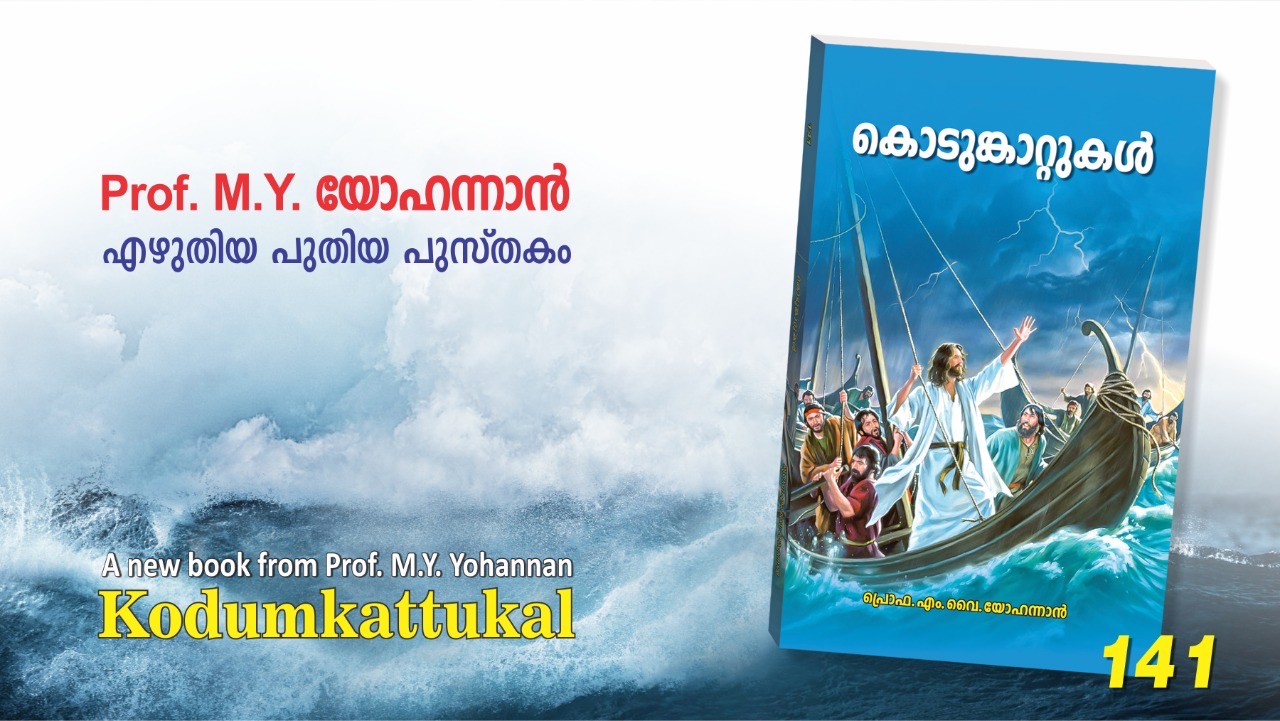 Prof. M.Y. യോഹന്നാൻ
എഴുതിയ പുതിയ പുസ്തകം
A new book from Prof. M.Y. Yohannan
Kodumkattukal
കൊടുങ്കാറ്റുകൾ
പ്രൊഫ. എം. വൈ. യോഹന്നാൻ
141